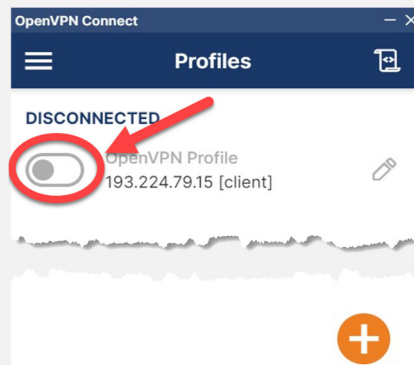 OpenVPN Connect
Profiles
DISCONNECTED
OpenVPN Profile
193.224.79.15 [client]